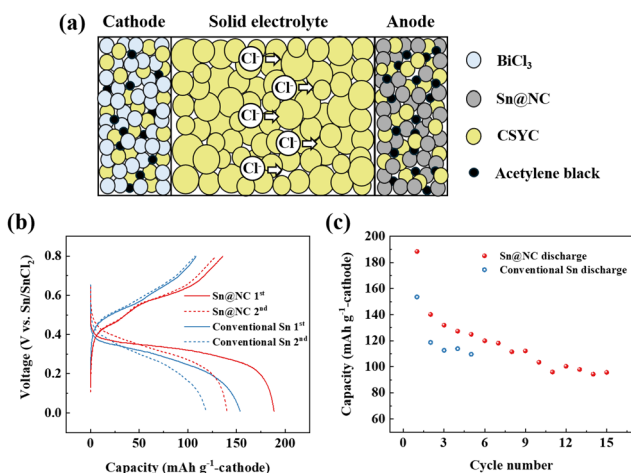 (a)
Cathode Solid electrolyte Anode
Cl⁻
Cl⁻
Cl⁻
Cl⁻
Cl⁻
BiCl₃
Sn@NC
CSYC
Acetylene black
(b)
Voltage (V vs. Sn/SnCl₂)
0.8
0.6
0.4
0.2
0.0
Sn@NC 1ˢᵗ
Sn@NC 2ⁿᵈ
Conventional Sn 1ˢᵗ
Conventional Sn 2ⁿᵈ
0 50 100 150 200
Capacity (mAh g⁻¹-cathode)
(c)
Capacity (mAh g⁻¹-cathode)
200
180
160
140
120
100
80
60
Sn@NC discharge
Conventional Sn discharge
0 3 6 9 12 15
Cycle number